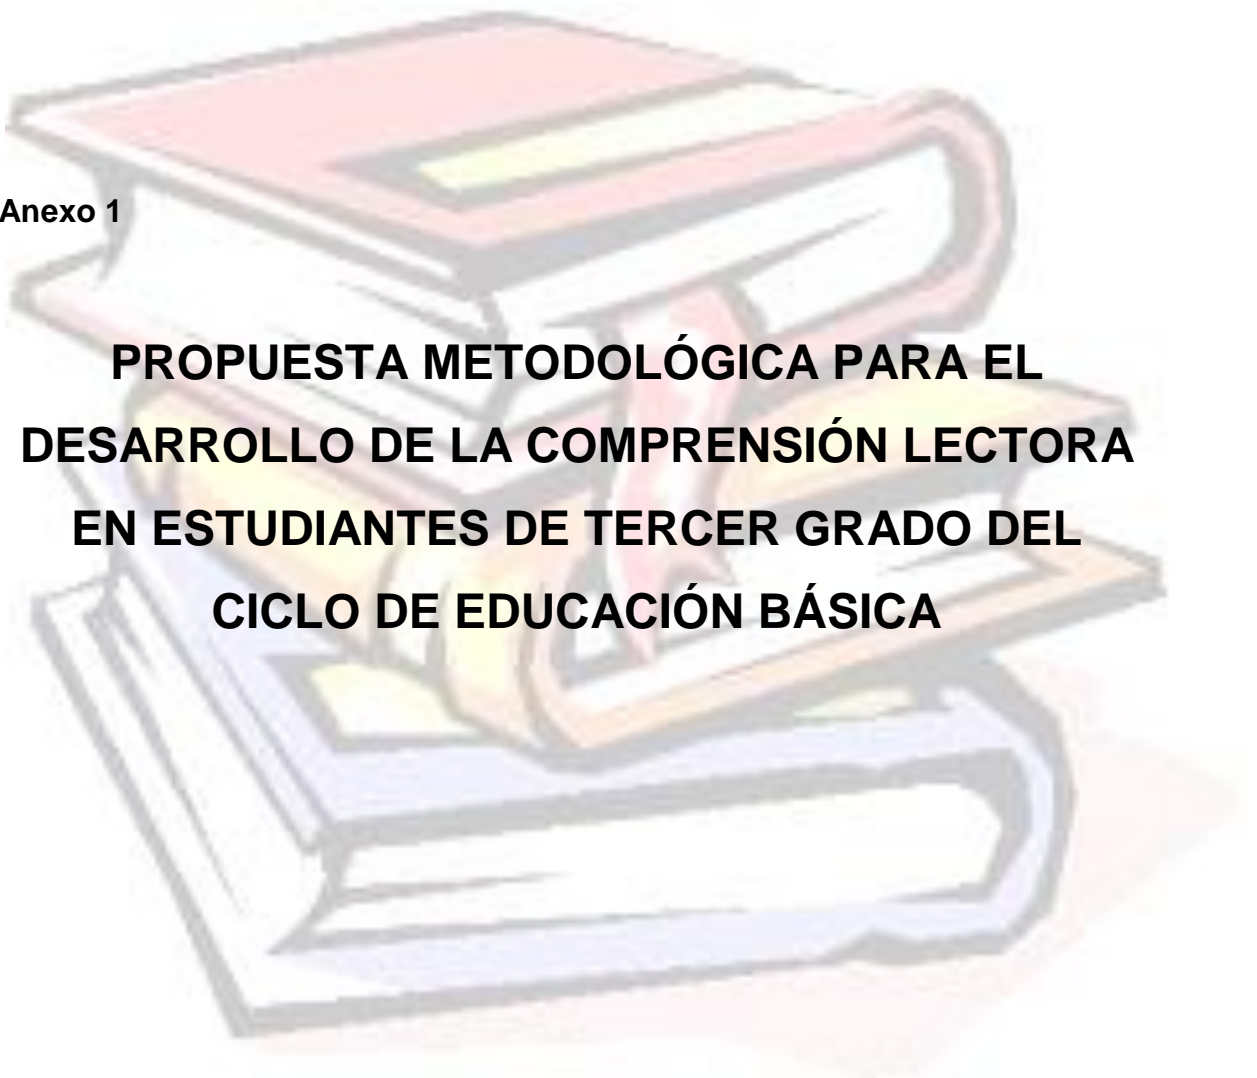 Anexo 1
PROPUESTA METODOLÓGICA PARA EL
DESARROLLO DE LA COMPRENSIÓN LECTORA
EN ESTUDIANTES DE TERCER GRADO DEL
CICLO DE EDUCACIÓN BÁSICA